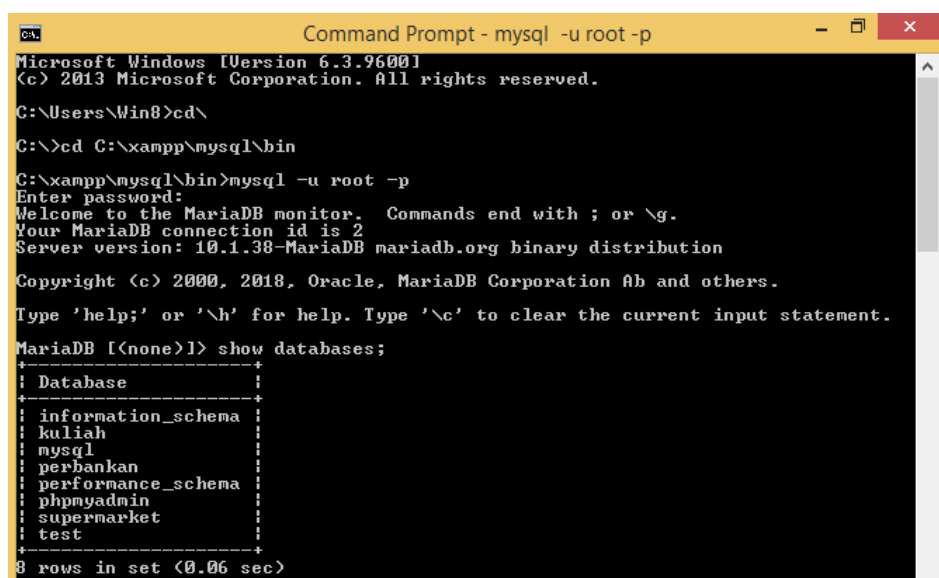 Command Prompt - mysql -u root -p
Microsoft Windows [Version 6.3.9600]
(c) 2013 Microsoft Corporation. All rights reserved.
C:\Users\Win8>cd\
C:\>cd C:\xampp\mysql\bin
C:\xampp\mysql\bin>mysql -u root -p
Enter password:
Welcome to the MariaDB monitor.  Commands end with ; or \g.
Your MariaDB connection id is 2
Server version: 10.1.38-MariaDB mariadb.org binary distribution
Copyright (c) 2000, 2018, Oracle, MariaDB Corporation Ab and others.
Type 'help;' or '\h' for help. Type '\c' to clear the current input statement.
MariaDB [(none)]> show databases;
+--------------------+
| Database           |
+--------------------+
| information_schema |
| kuliah             |
| mysql              |
| perbankan          |
| performance_schema |
| phpmyadmin         |
| supermarket        |
| test               |
+--------------------+
8 rows in set (0.06 sec)